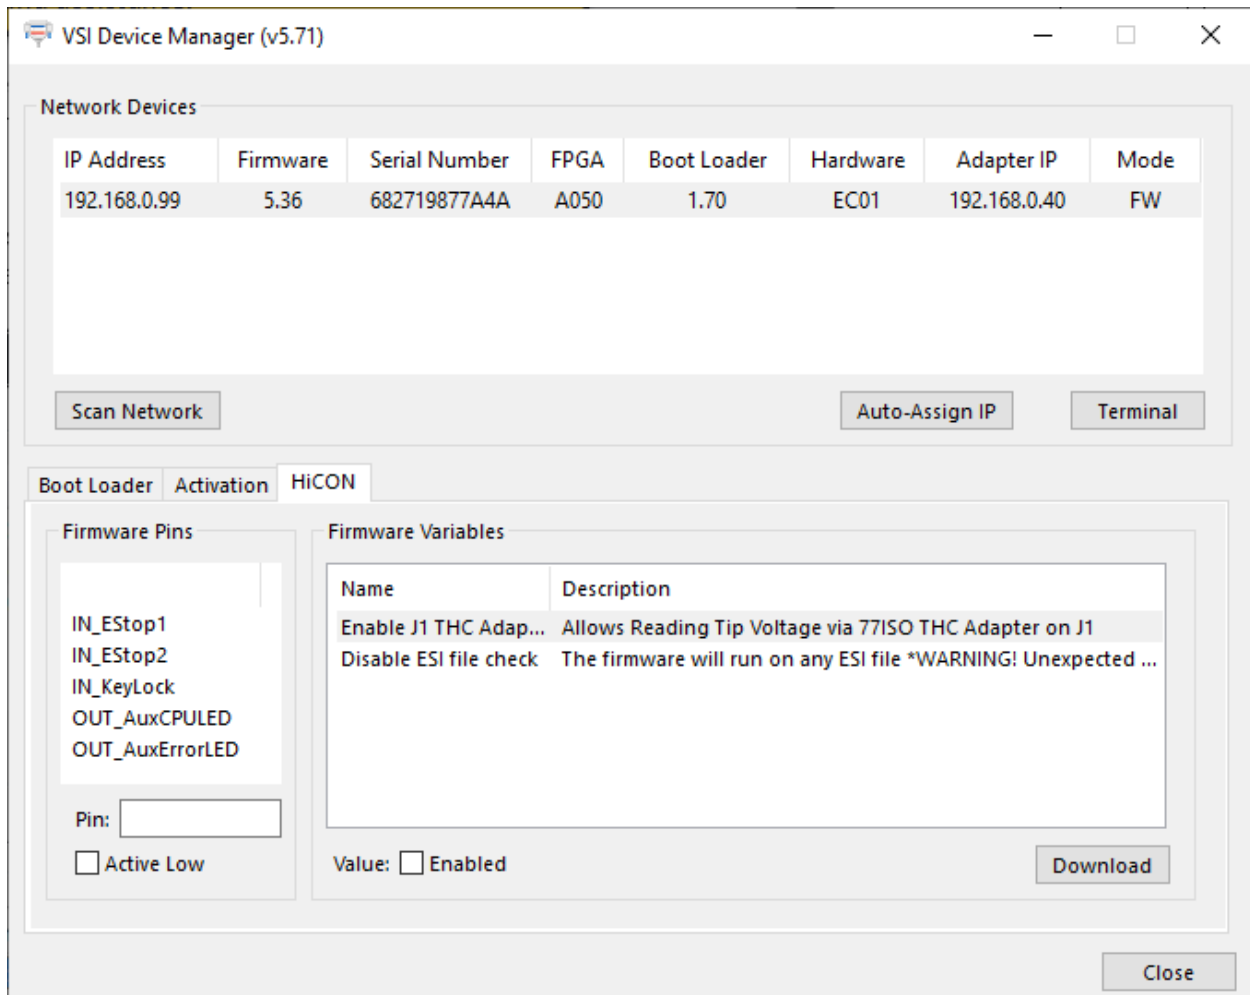 VSI Device Manager (v5.71)
Network Devices
IP Address Firmware Serial Number FPGA Boot Loader Hardware Adapter IP Mode
192.168.0.99 5.36 682719877A4A A050 1.70 EC01 192.168.0.40 FW
Scan Network Auto-Assign IP Terminal
Boot Loader Activation HiCON
Firmware Pins
IN_EStop1
IN_EStop2
IN_KeyLock
OUT_AuxCPULED
OUT_AuxErrorLED
Pin:
Active Low
Firmware Variables
Name Description
Enable J1 THC Adap... Allows Reading Tip Voltage via 77ISO THC Adapter on J1
Disable ESI file check The firmware will run on any ESI file *WARNING! Unexpected ...
Value: Enabled Download
Close